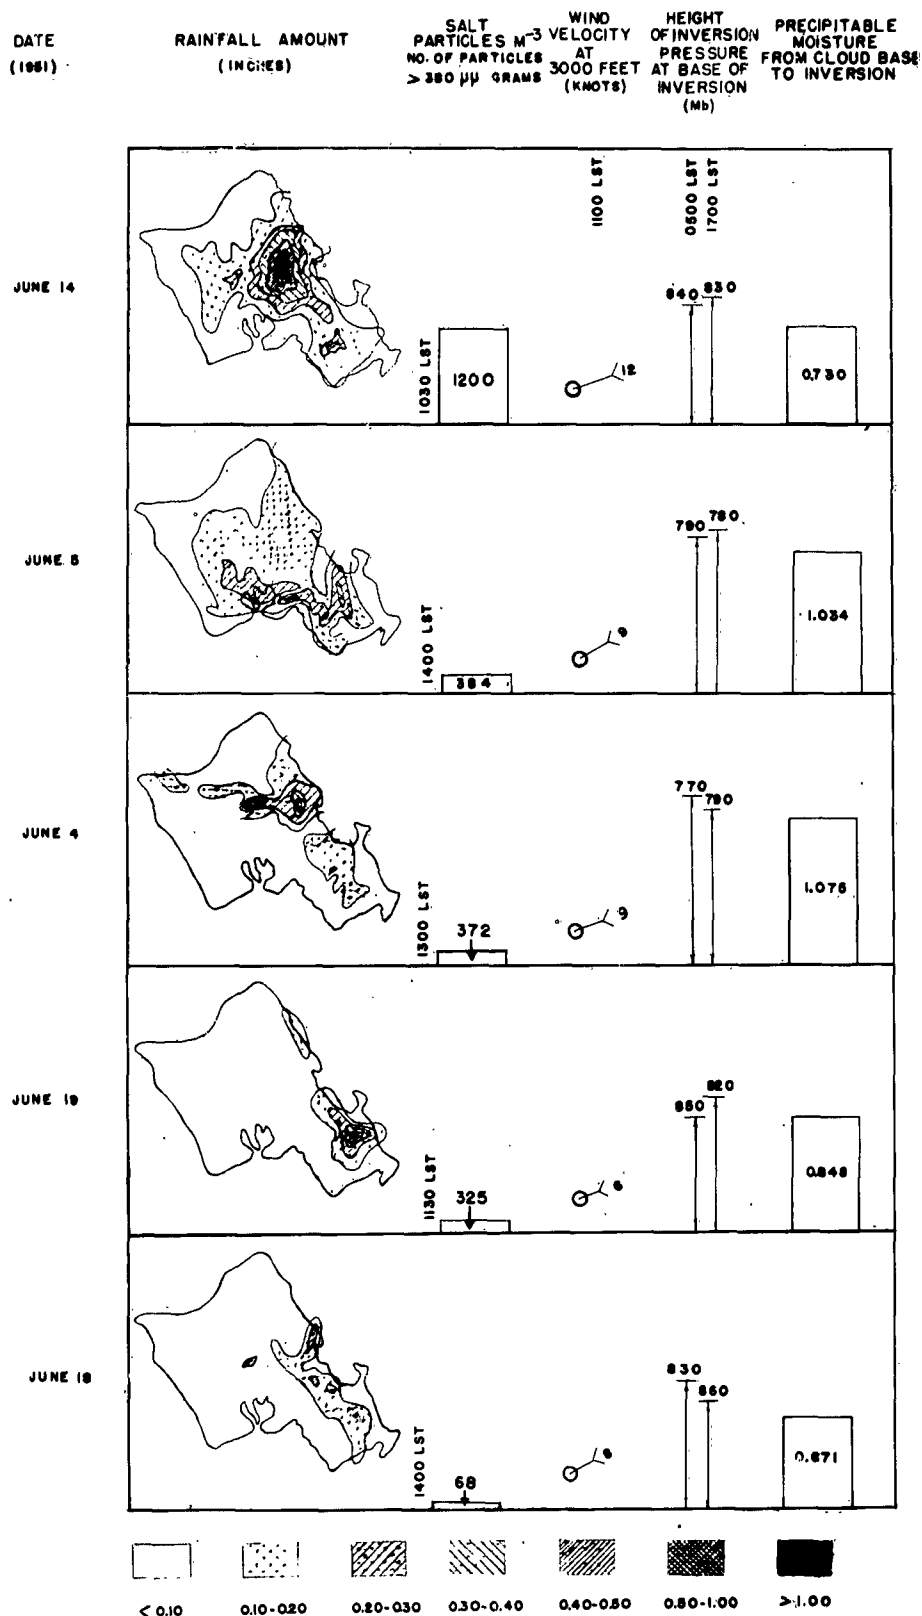 DATE
(1951)
RAINFALL AMOUNT
(INCHES)
SALT
PARTICLES M-3
NO. OF PARTICLES
> 380 µµ GRAMS
WIND
VELOCITY
AT
3000 FEET
(KNOTS)
HEIGHT
OF INVERSION
PRESSURE
AT BASE OF
INVERSION
(Mb)
PRECIPITABLE
MOISTURE
FROM CLOUD BASE
TO INVERSION
1100 LST
0500 LST
1700 LST
JUNE 14
1030 LST
1200
12
840
830
0.730
JUNE 5
1400 LST
384
9
790
780
1.034
JUNE 4
1300 LST
372
9
770
790
1.075
JUNE 19
1130 LST
325
6
850
820
0.848
JUNE 18
1400 LST
68
830
860
0.671
< 0.10
0.10-0.20
0.20-0.30
0.30-0.40
0.40-0.50
0.50-1.00
> 1.00